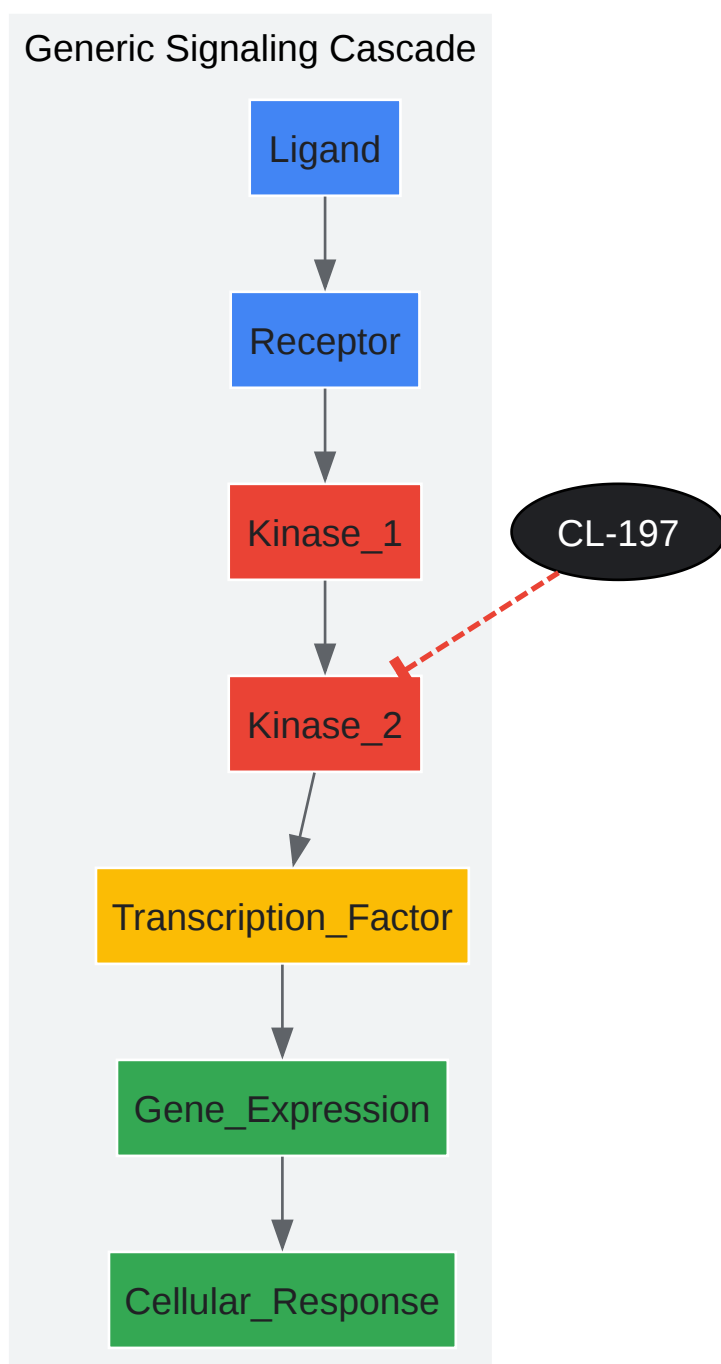 Generic Signaling Cascade
Ligand
Receptor
Kinase_1
CL-197
Kinase_2
Transcription_Factor
Gene_Expression
Cellular_Response